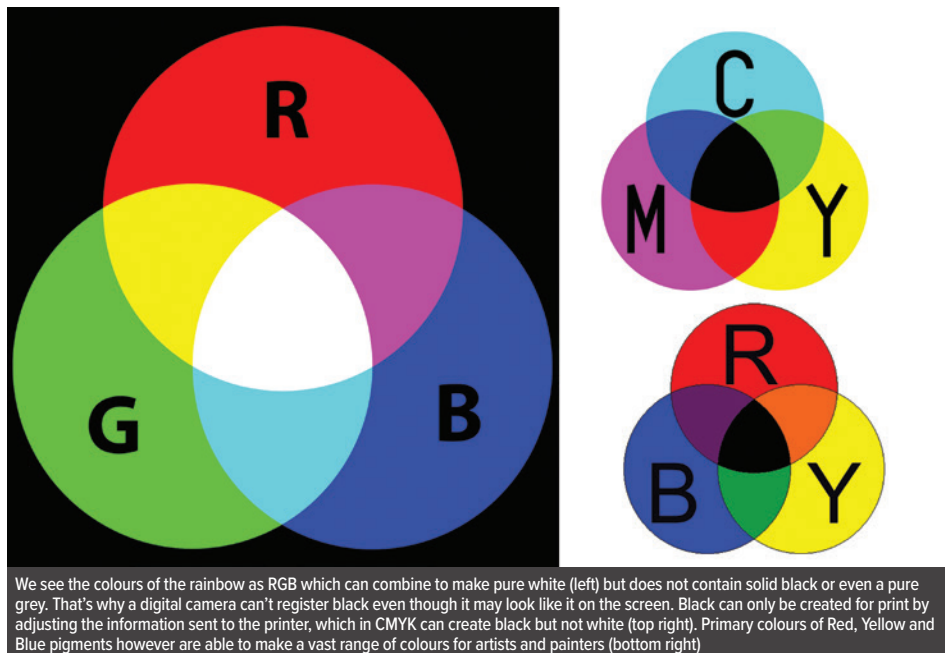 R
G
B
C
M
Y
R
B
Y
We see the colours of the rainbow as RGB which can combine to make pure white (left) but does not contain solid black or even a pure
grey. That's why a digital camera can't register black even though it may look like it on the screen. Black can only be created for print by
adjusting the information sent to the printer, which in CMYK can create black but not white (top right). Primary colours of Red, Yellow and
Blue pigments however are able to make a vast range of colours for artists and painters (bottom right)